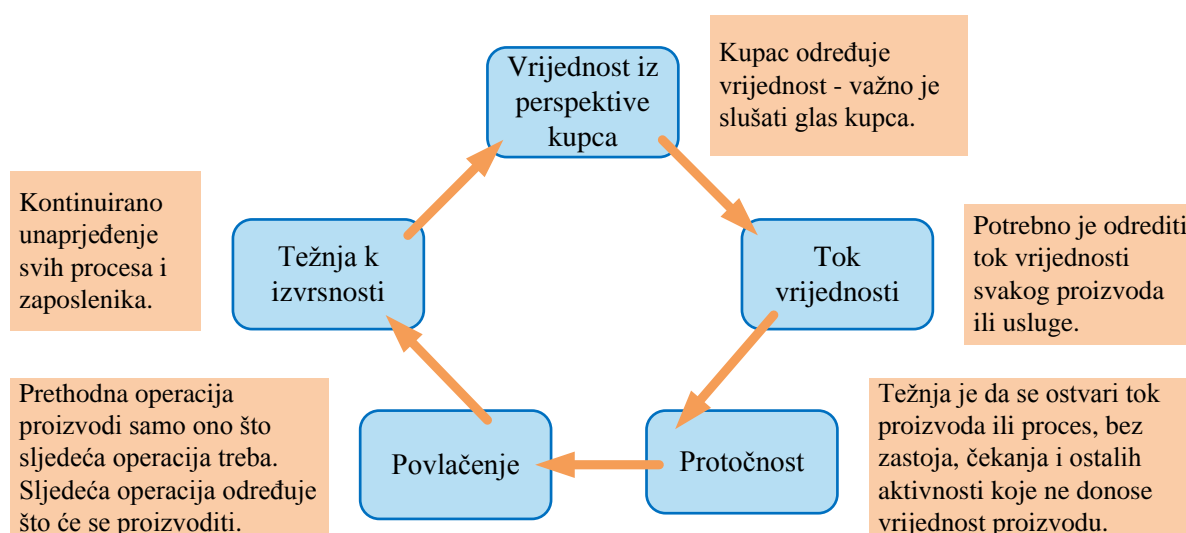 Vrijednost iz
perspektive
kupca
Kupac određuje
vrijednost - važno je
slušati glas kupca.
Tok
vrijednosti
Potrebno je odrediti
tok vrijednosti
svakog proizvoda
ili usluge.
Protočnost
Težnja je da se ostvari tok
proizvoda ili proces, bez
zastoja, čekanja i ostalih
aktivnosti koje ne donose
vrijednost proizvodu.
Povlačenje
Prethodna operacija
proizvodi samo ono što
sljedeća operacija treba.
Sljedeća operacija određuje
što će se proizvoditi.
Težnja k
izvrsnosti
Kontinuirano
unaprjeđenje
svih procesa i
zaposlenika.